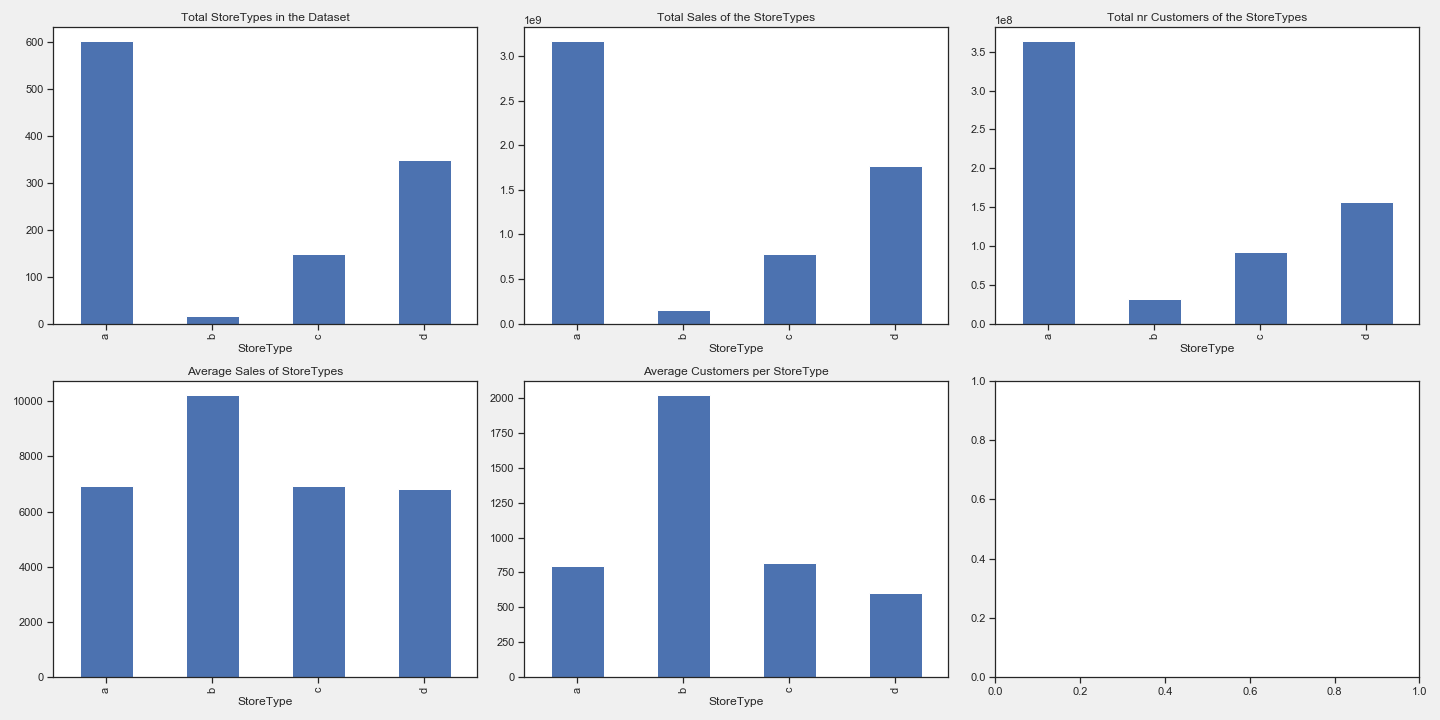 Total StoreTypes in the Dataset
600
500
400
300
200
100
0
a b c d
StoreType
Total Sales of the StoreTypes
1e9
3.0
2.5
2.0
1.5
1.0
0.5
0.0
a b c d
StoreType
Total nr Customers of the StoreTypes
1e8
3.5
3.0
2.5
2.0
1.5
1.0
0.5
0.0
a b c d
StoreType
Average Sales of StoreTypes
10000
8000
6000
4000
2000
0
a b c d
StoreType
Average Customers per StoreType
2000
1750
1500
1250
1000
750
500
250
0
a b c d
StoreType
1.0
0.8
0.6
0.4
0.2
0.0
0.0 0.2 0.4 0.6 0.8 1.0